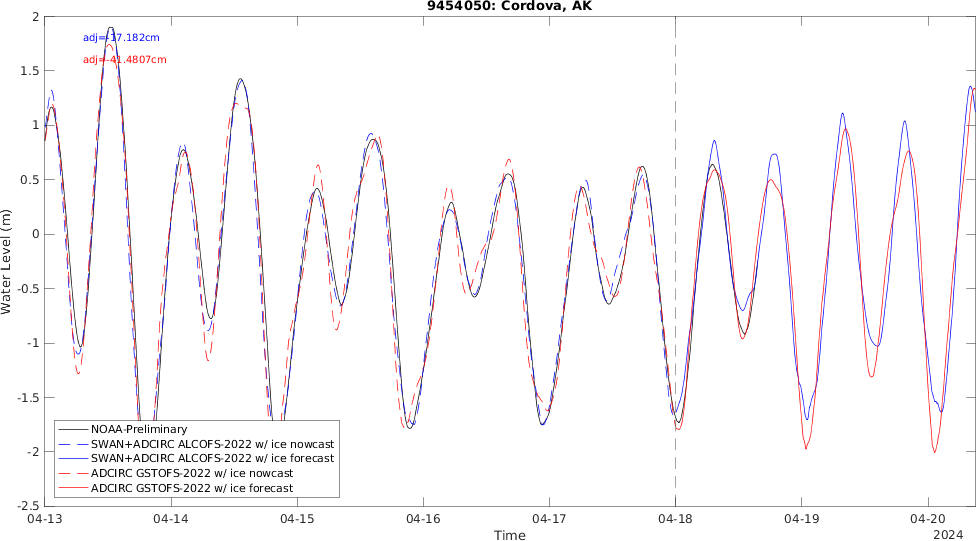 9454050: Cordova, AK
adj=-17.182cm
adj=-41.4807cm
Water Level (m)
2
1.5
1
0.5
0
-0.5
-1
-1.5
-2
-2.5
NOAA-Preliminary
SWAN+ADCIRC ALCOFS-2022 w/ ice nowcast
SWAN+ADCIRC ALCOFS-2022 w/ ice forecast
ADCIRC GSTOFS-2022 w/ ice nowcast
ADCIRC GSTOFS-2022 w/ ice forecast
04-13 04-14 04-15 04-16 04-17 04-18 04-19 04-20
Time
2024